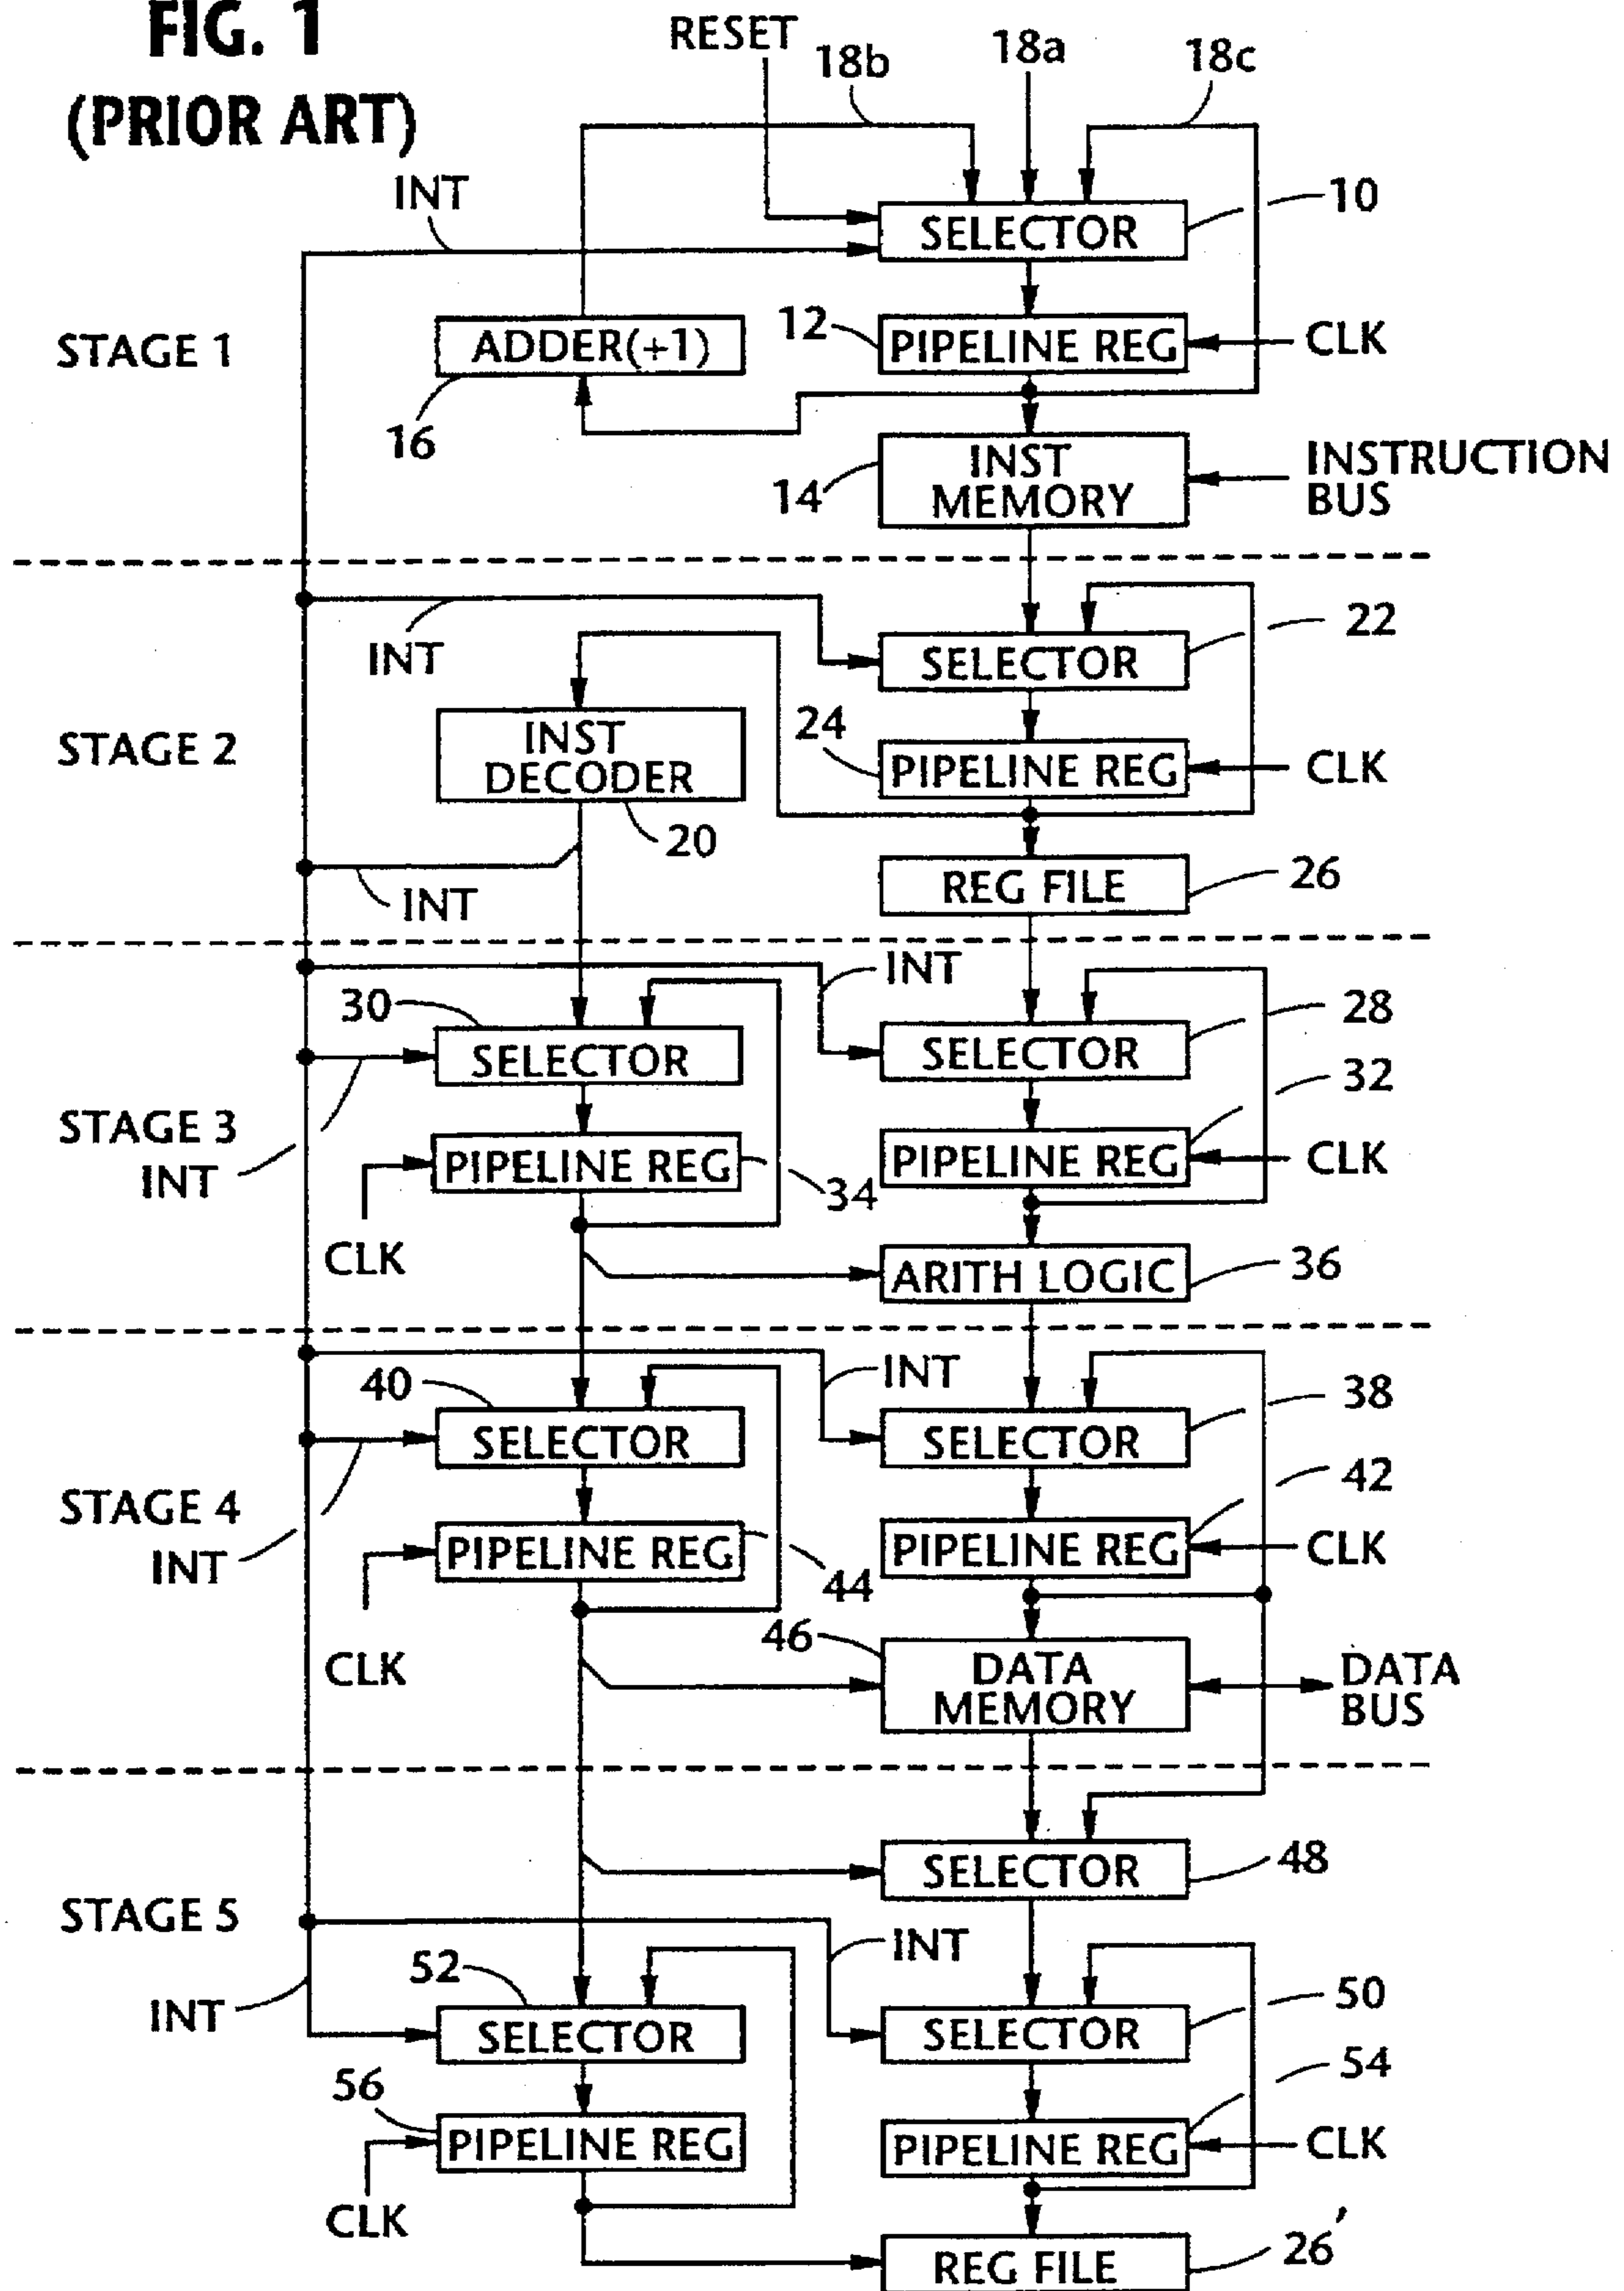 FIG. 1
(PRIOR ART)
RESET
18b
18a
18c
INT
10
SELECTOR
STAGE 1
ADDER(+1)
12
PIPELINE REG
CLK
16
14
INST
MEMORY
INSTRUCTION
BUS
INT
22
SELECTOR
STAGE 2
INST
DECODER
24
PIPELINE REG
CLK
20
INT
REG FILE
26
INT
30
SELECTOR
28
SELECTOR
32
STAGE 3
INT
PIPELINE REG
34
PIPELINE REG
CLK
CLK
ARITH LOGIC
36
INT
40
SELECTOR
38
SELECTOR
42
STAGE 4
INT
PIPELINE REG
44
PIPELINE REG
CLK
CLK
46
DATA
MEMORY
DATA
BUS
SELECTOR
48
STAGE 5
INT
52
INT
SELECTOR
50
SELECTOR
54
56
PIPELINE REG
PIPELINE REG
CLK
CLK
REG FILE
26'